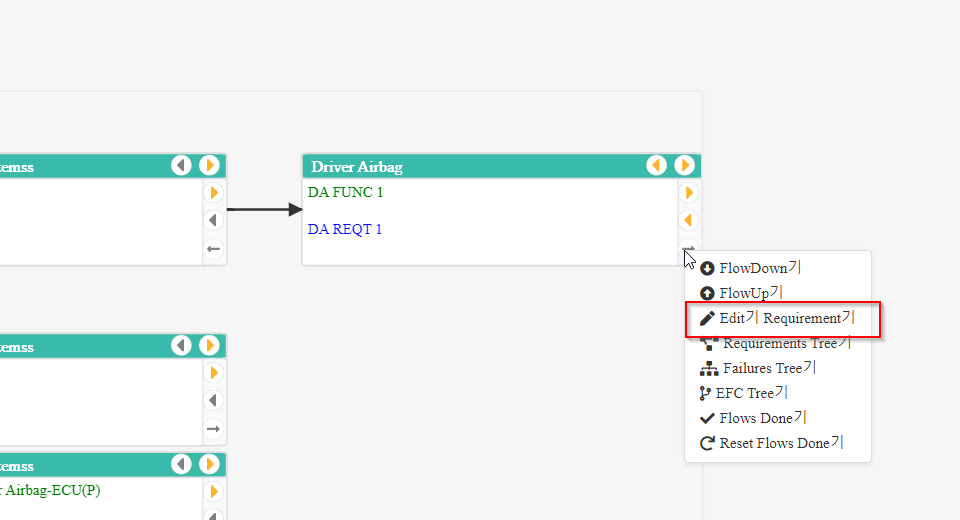 temss
Driver Airbag
DA FUNC 1
DA REQT 1
FlowDown기
FlowUp기
Edit기 Requirement기
Requirements Tree기
Failures Tree기
EFC Tree기
Flows Done기
Reset Flows Done기
temss
temss
r Airbag-ECU(P)